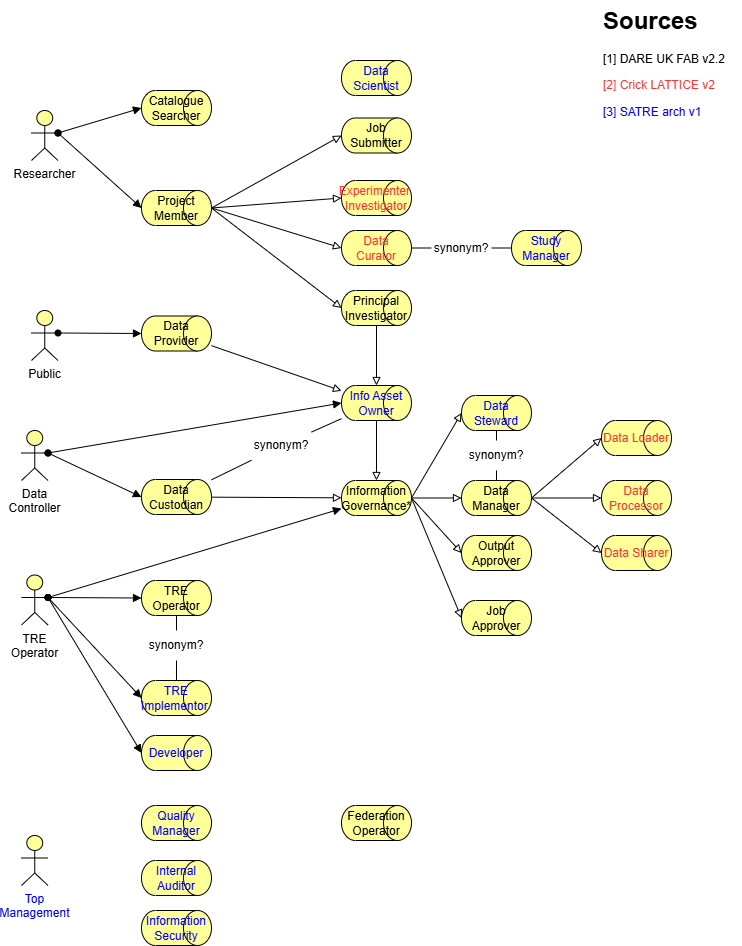 Sources
[1] DARE UK FAB v2.2
[2] Crick LATTICE v2
[3] SATRE arch v1
Data
Scientist
Catalogue
Searcher
Job
Submitter
Researcher
Experimenter
Investigator
Project
Member
Data
Curator
synonym?
Study
Manager
Principal
Investigator
Public
Data
Provider
Info Asset
Owner
Data
Steward
synonym?
Data
Controller
synonym?
Data Loader
Data
Custodian
Information
Governance*
Data
Manager
Data
Processor
Output
Approver
Data Sharer
TRE
Operator
TRE
Operator
Job
Approver
synonym?
TRE
Implementor
Developer
Quality
Manager
Federation
Operator
Internal
Auditor
Top
Management
Information
Security